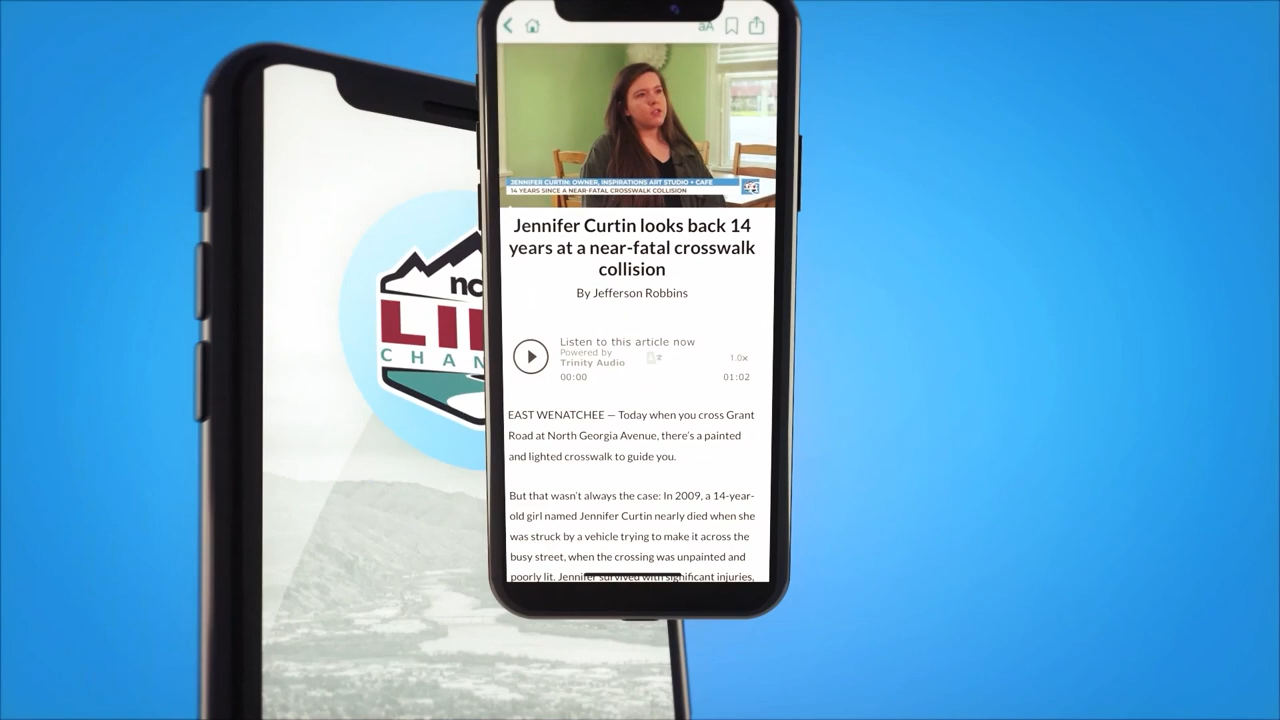 aA
JENNIFER CURTIN: OWNER, INSPIRATIONS ART STUDIO + CAFE
14 YEARS SINCE A NEAR-FATAL CROSSWALK COLLISION
Jennifer Curtin looks back 14
years at a near-fatal crosswalk
collision
By Jefferson Robbins
Listen to this article now
Powered by
Trinity Audio
1.0x
00:00
01:02
EAST WENATCHEE — Today when you cross Grant
Road at North Georgia Avenue, there's a painted
and lighted crosswalk to guide you.
But that wasn't always the case: In 2009, a 14-year-
old girl named Jennifer Curtin nearly died when she
was struck by a vehicle trying to make it across the
busy street, when the crossing was unpainted and
poorly lit. Jennifer survived with significant injuries,
nc
LI
CHAN